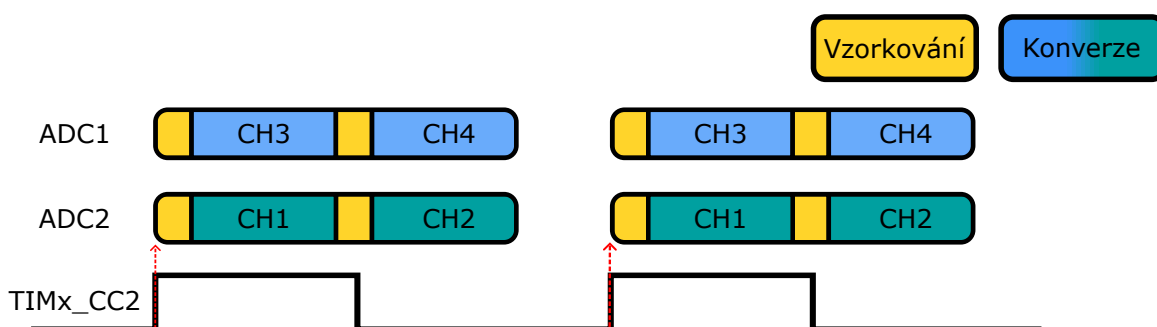 Vzorkování Konverze
ADC1 CH3 CH4 CH3 CH4
ADC2 CH1 CH2 CH1 CH2
TIMx_CC2